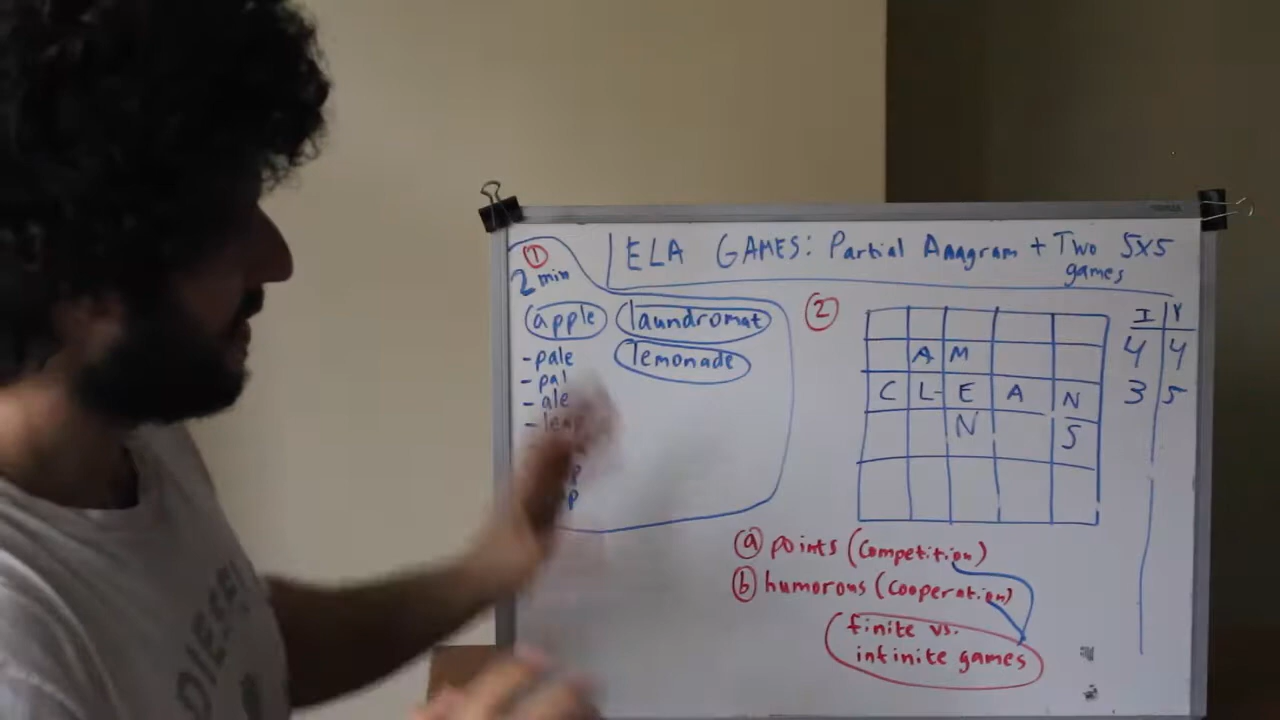 ELA GAMES: Partial Anagram + Two 5x5
games
①
2 min
apple laundromat
lemonade
-pale
-pal
-ale
②
A M
C L E A N
N S
I Y
4 4
3 5
ⓐ points (competition)
ⓑ humorous (cooperation)
finite vs.
infinite games